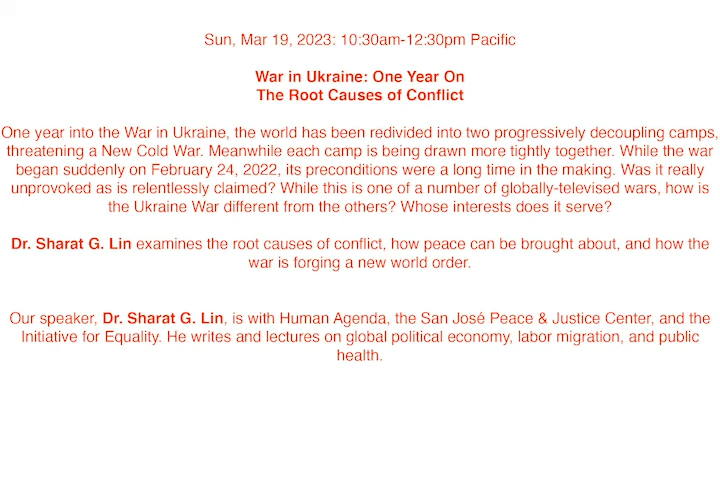 Sun, Mar 19, 2023: 10:30am-12:30pm Pacific
War in Ukraine: One Year On
The Root Causes of Conflict
One year into the War in Ukraine, the world has been redivided into two progressively decoupling camps,
threatening a New Cold War. Meanwhile each camp is being drawn more tightly together. While the war
began suddenly on February 24, 2022, its preconditions were a long time in the making. Was it really
unprovoked as is relentlessly claimed? While this is one of a number of globally-televised wars, how is
the Ukraine War different from the others? Whose interests does it serve?
Dr. Sharat G. Lin examines the root causes of conflict, how peace can be brought about, and how the
war is forging a new world order.
Our speaker, Dr. Sharat G. Lin, is with Human Agenda, the San José Peace & Justice Center, and the
Initiative for Equality. He writes and lectures on global political economy, labor migration, and public
health.